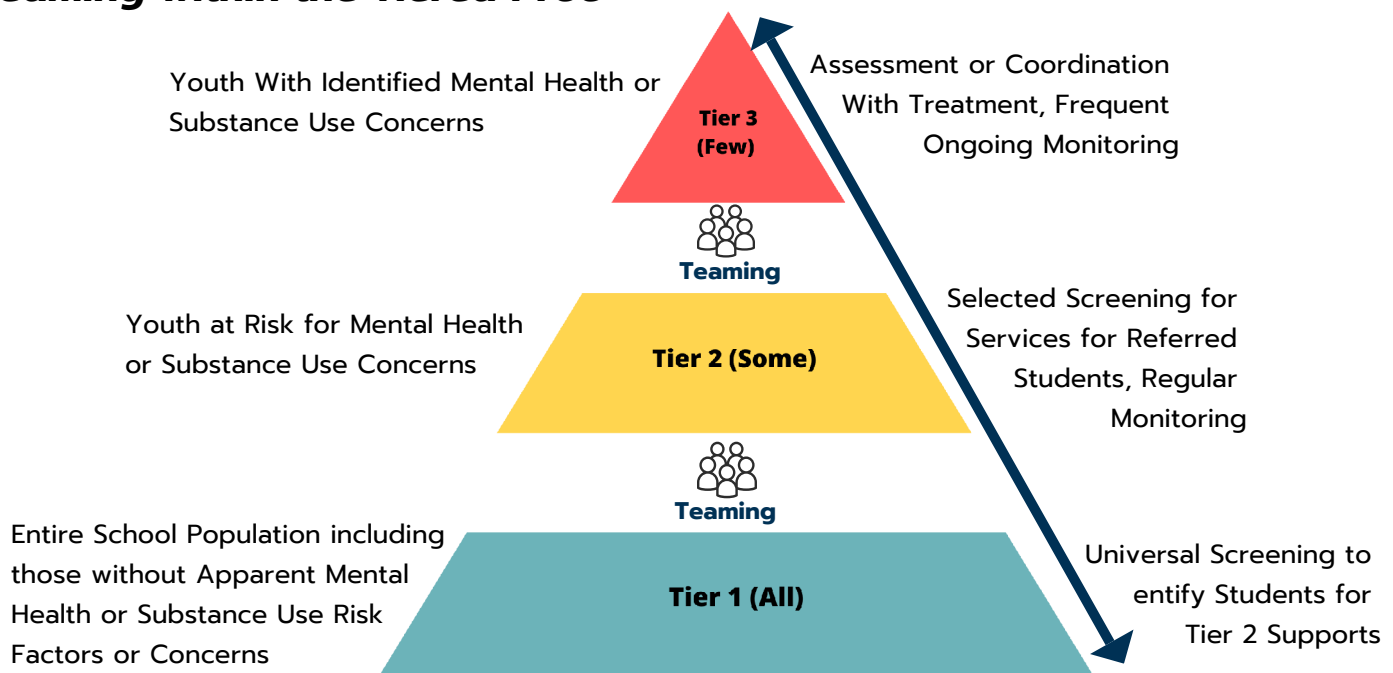 within the Tiered
Youth With Identified Mental Health or
Substance Use Concerns
Tier 3
(Few)
Assessment or Coordination
With Treatment, Frequent
Ongoing Monitoring
Teaming
Youth at Risk for Mental Health
or Substance Use Concerns
Tier 2 (Some)
Selected Screening for
Services for Referred
Students, Regular
Monitoring
Teaming
Entire School Population including
those without Apparent Mental
Health or Substance Use Risk
Factors or Concerns
Tier 1 (All)
Universal Screening to
entify Students for
Tier 2 Supports